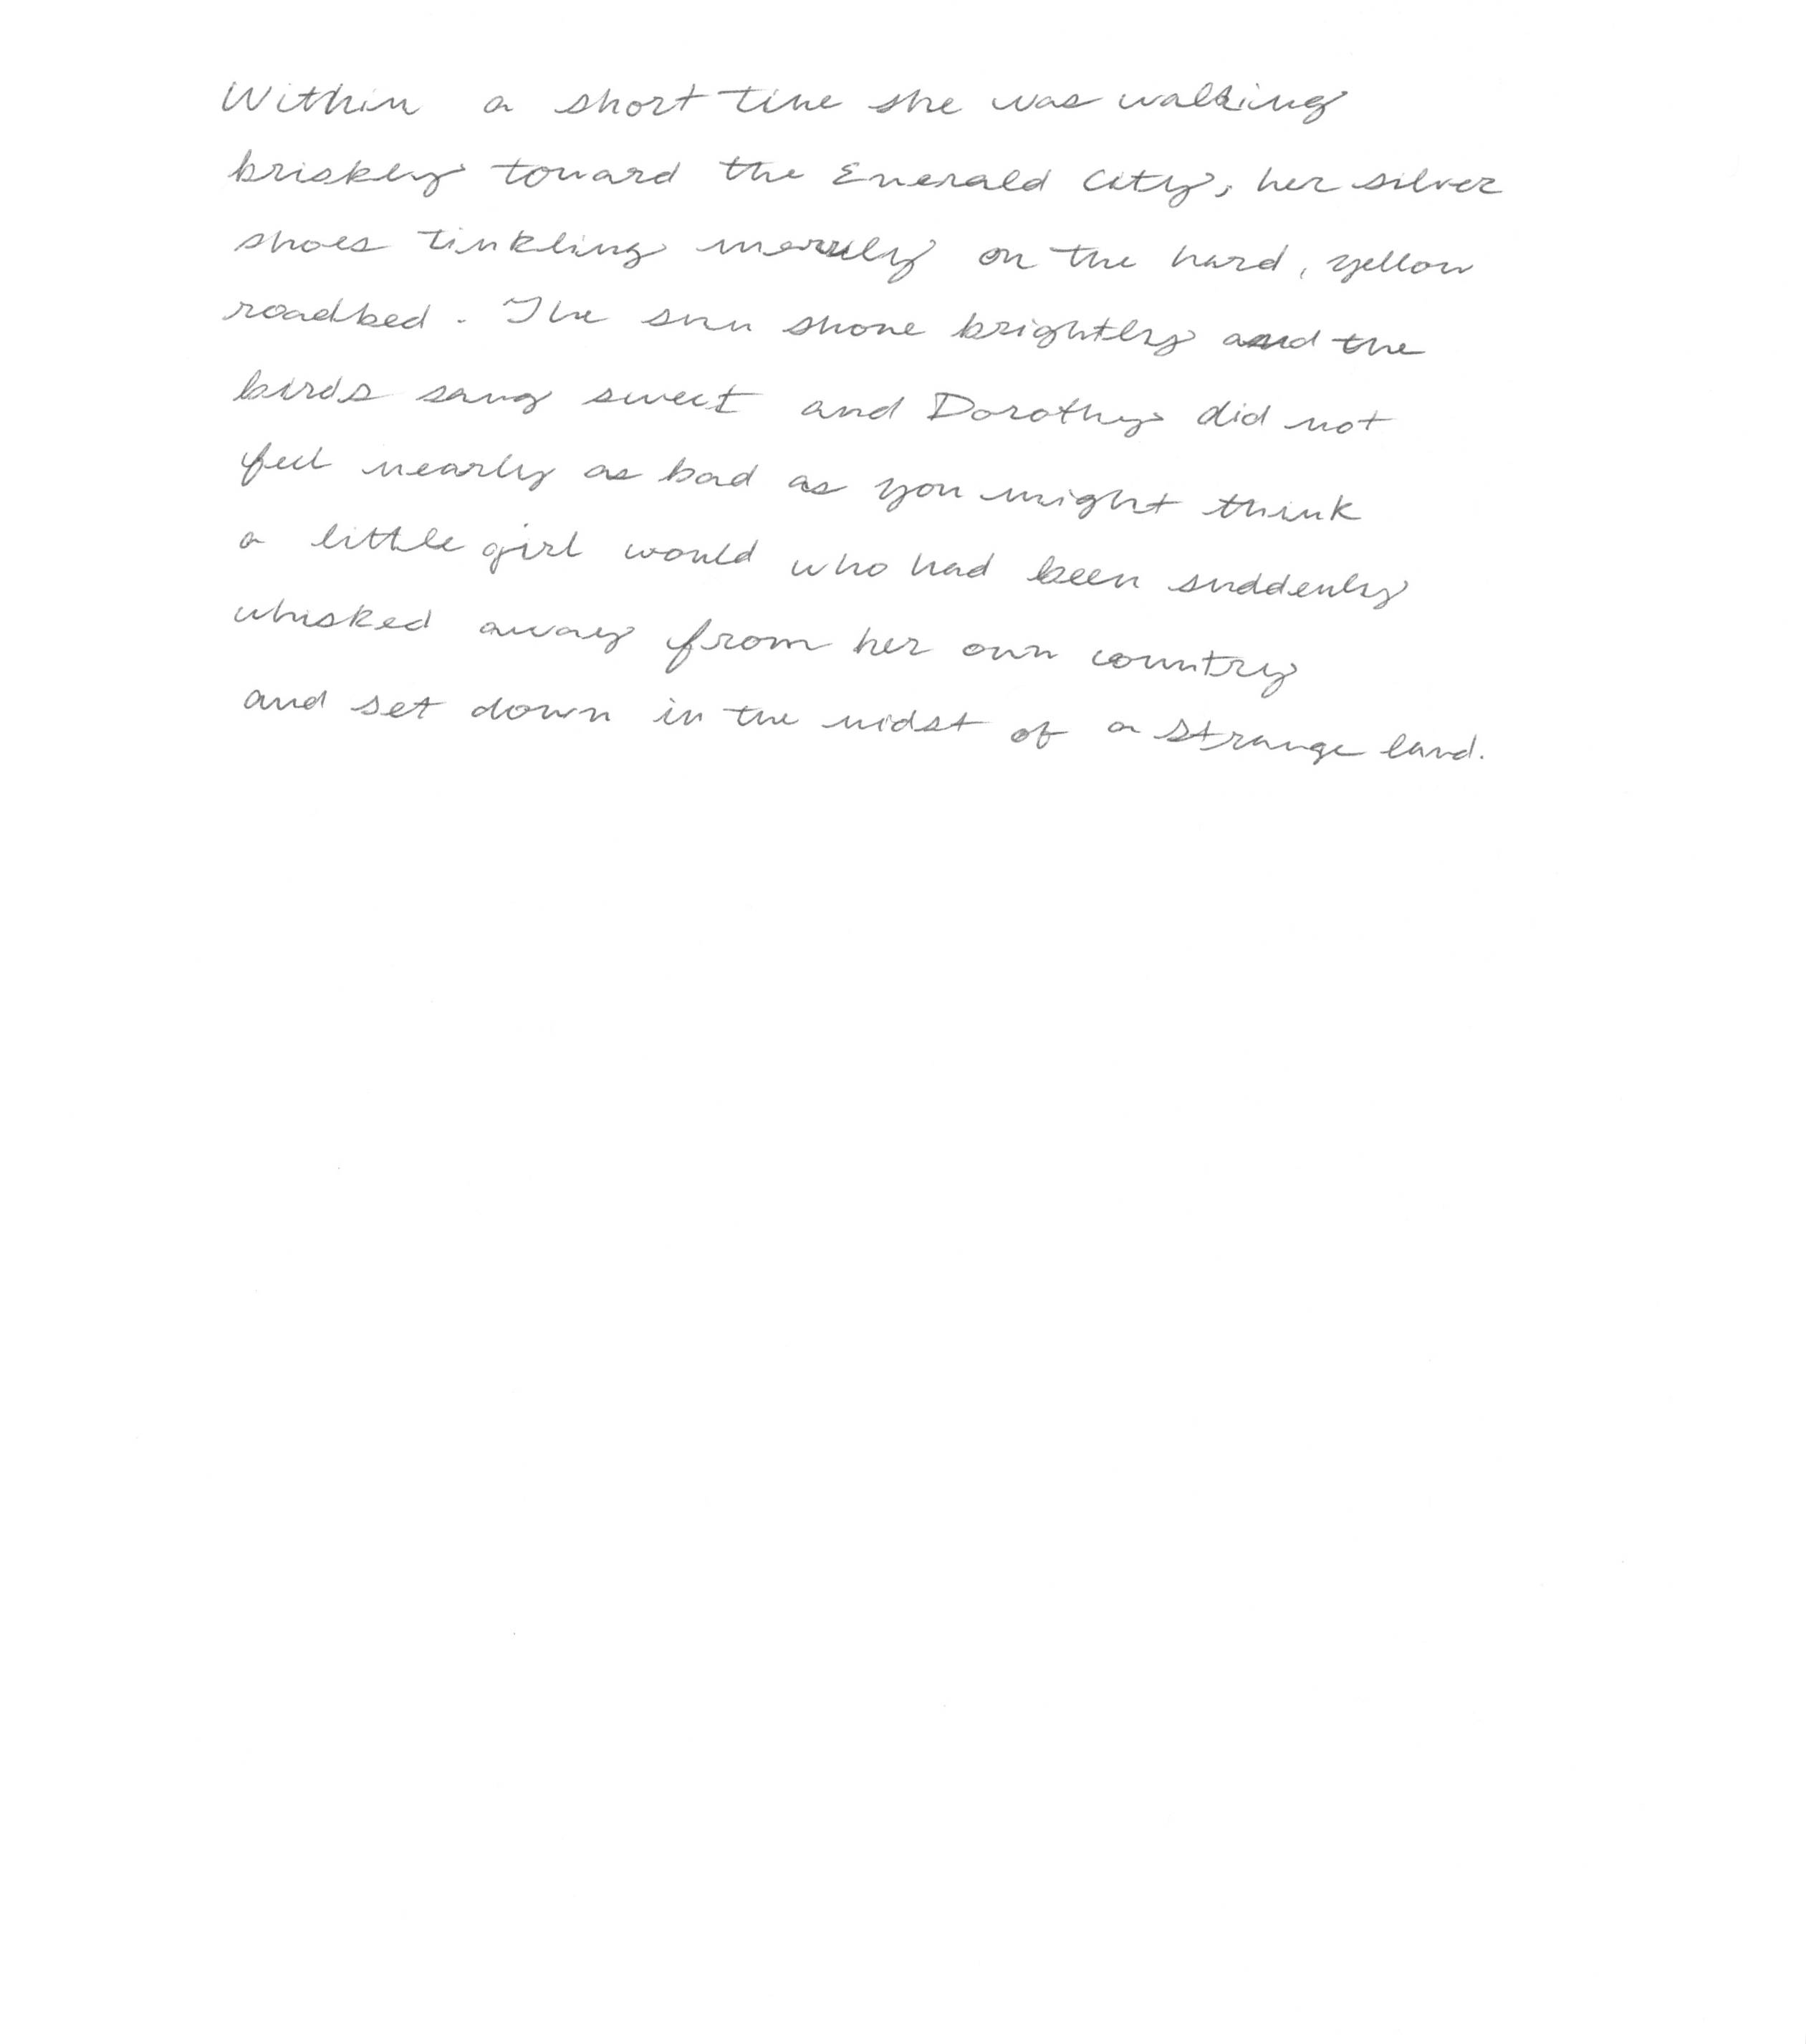 Within a short time she was walking
briskly toward the Emerald City, her silver
shoes tinkling merrily on the hard, yellow
roadbed. The sun shone brightly and the
birds sang sweet and Dorothy did not
feel nearly as bad as you might think
a little girl would who had been suddenly
whisked away from her own country
and set down in the midst of a strange land.